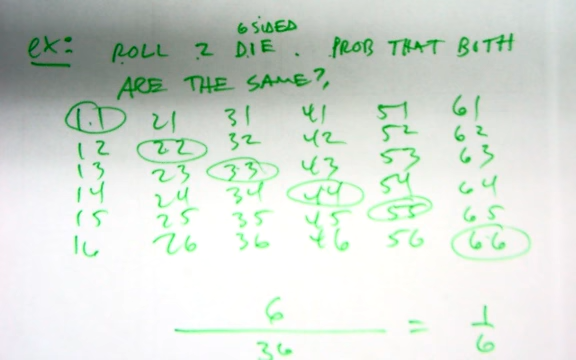 6 SIDED
ex: ROLL 2 DIE. PROB THAT BOTH
ARE THE SAME?
11 21 31 41 51 61
12 22 32 42 52 62
13 23 33 43 53 63
14 24 34 44 54 64
15 25 35 45 55 65
16 26 36 46 56 66
6
36
= 1
6